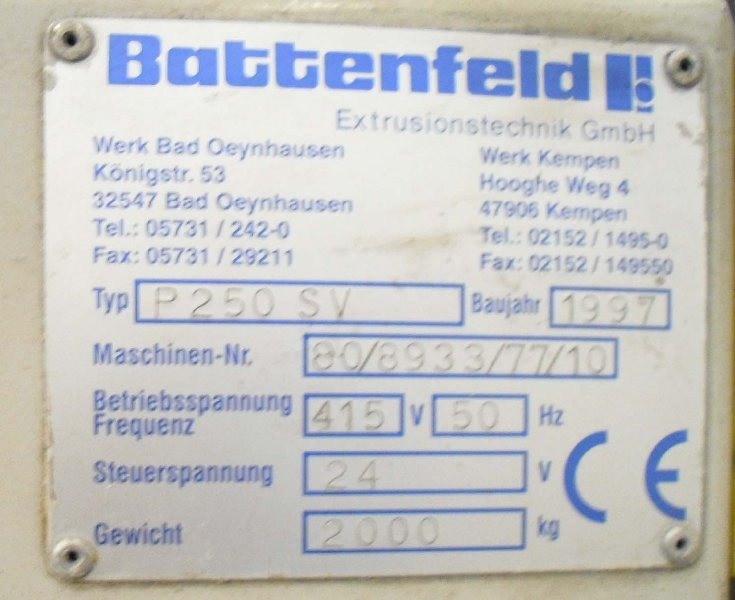 Battenfeld
Extrusionstechnik GmbH
Werk Bad Oeynhausen
Königstr. 53
32547 Bad Oeynhausen
Tel.: 05731 / 242-0
Fax: 05731 / 29211
Werk Kempen
Hooghe Weg 4
47906 Kempen
Tel.: 02152 / 1495-0
Fax: 02152 / 149550
Typ P250 SV Baujahr 1997
Maschinen-Nr. 80/8933/77/10
Betriebsspannung
Frequenz 415 V 50 Hz
Steuerspannung 24 V
Gewicht 2000 kg
CE